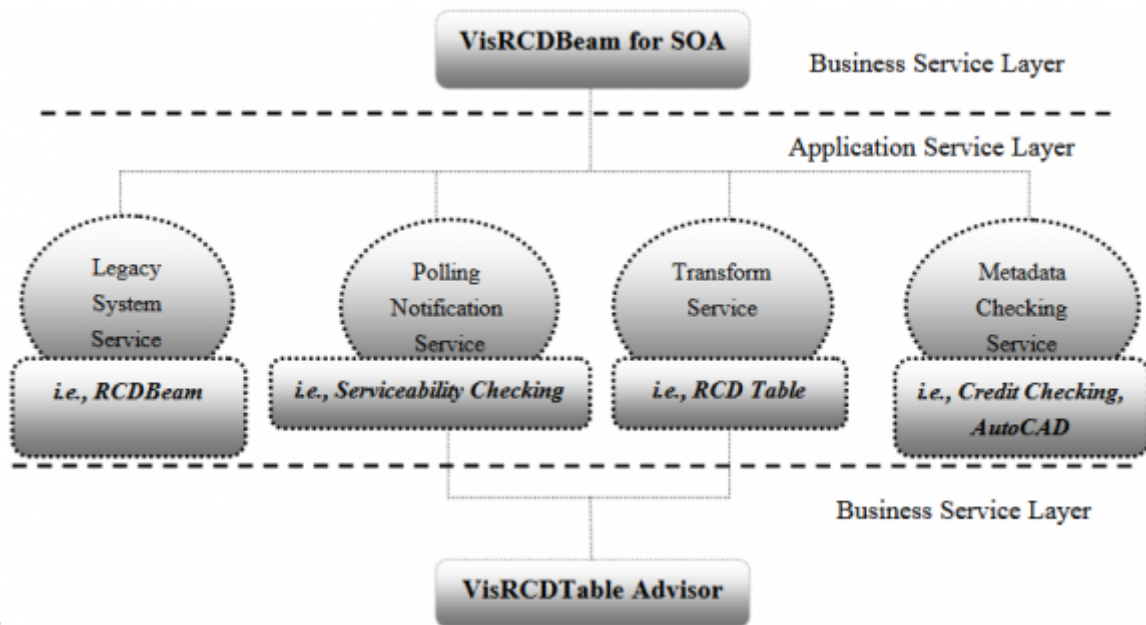 VisRCDBeam for SOA
Business Service Layer
Application Service Layer
Legacy
System
Service
i.e., RCDBeam
Polling
Notification
Service
i.e., Serviceability Checking
Transform
Service
i.e., RCD Table
Metadata
Checking
Service
i.e., Credit Checking,
AutoCAD
Business Service Layer
VisRCDTable Advisor